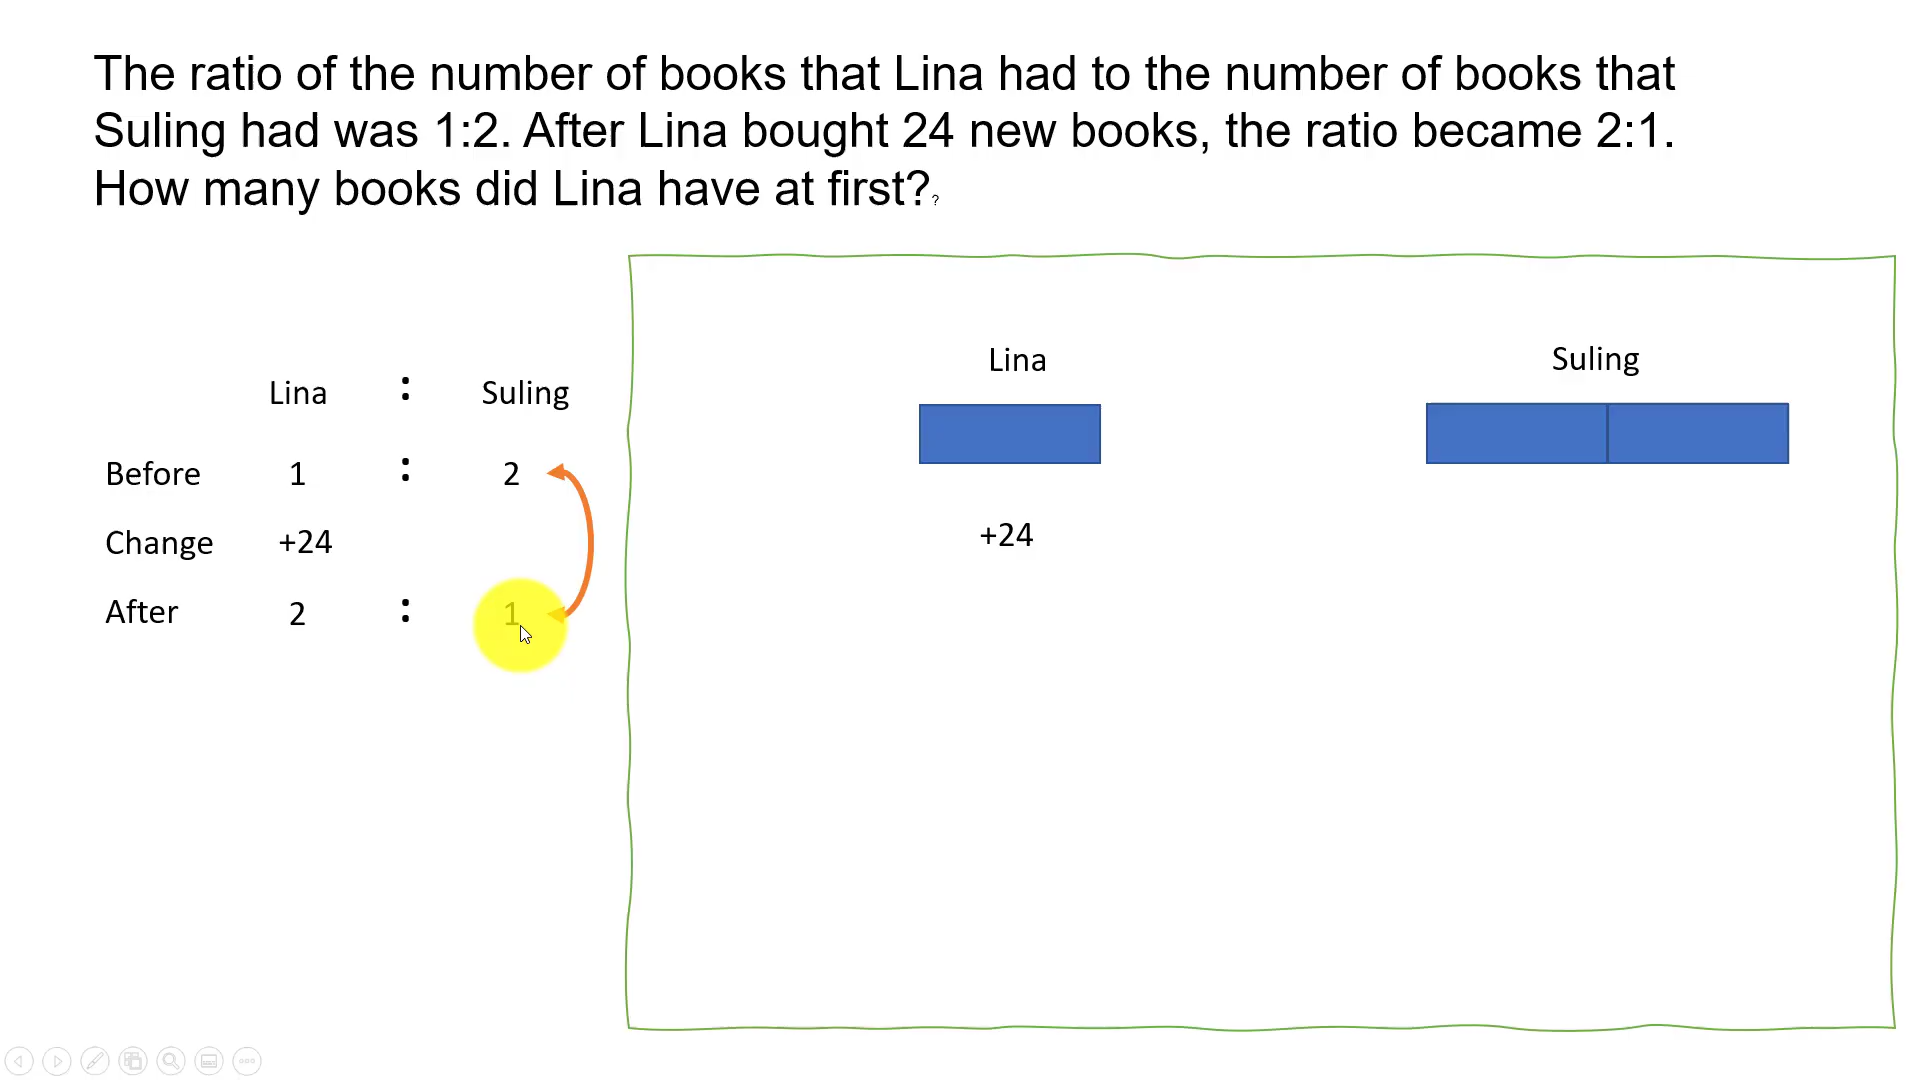 The ratio of the number of books that Lina had to the number of books that
Suling had was 1:2. After Lina bought 24 new books, the ratio became 2:1.
How many books did Lina have at first??
Lina : Suling
Before 1 : 2
Change +24
After 2 : 1
Lina Suling
+24